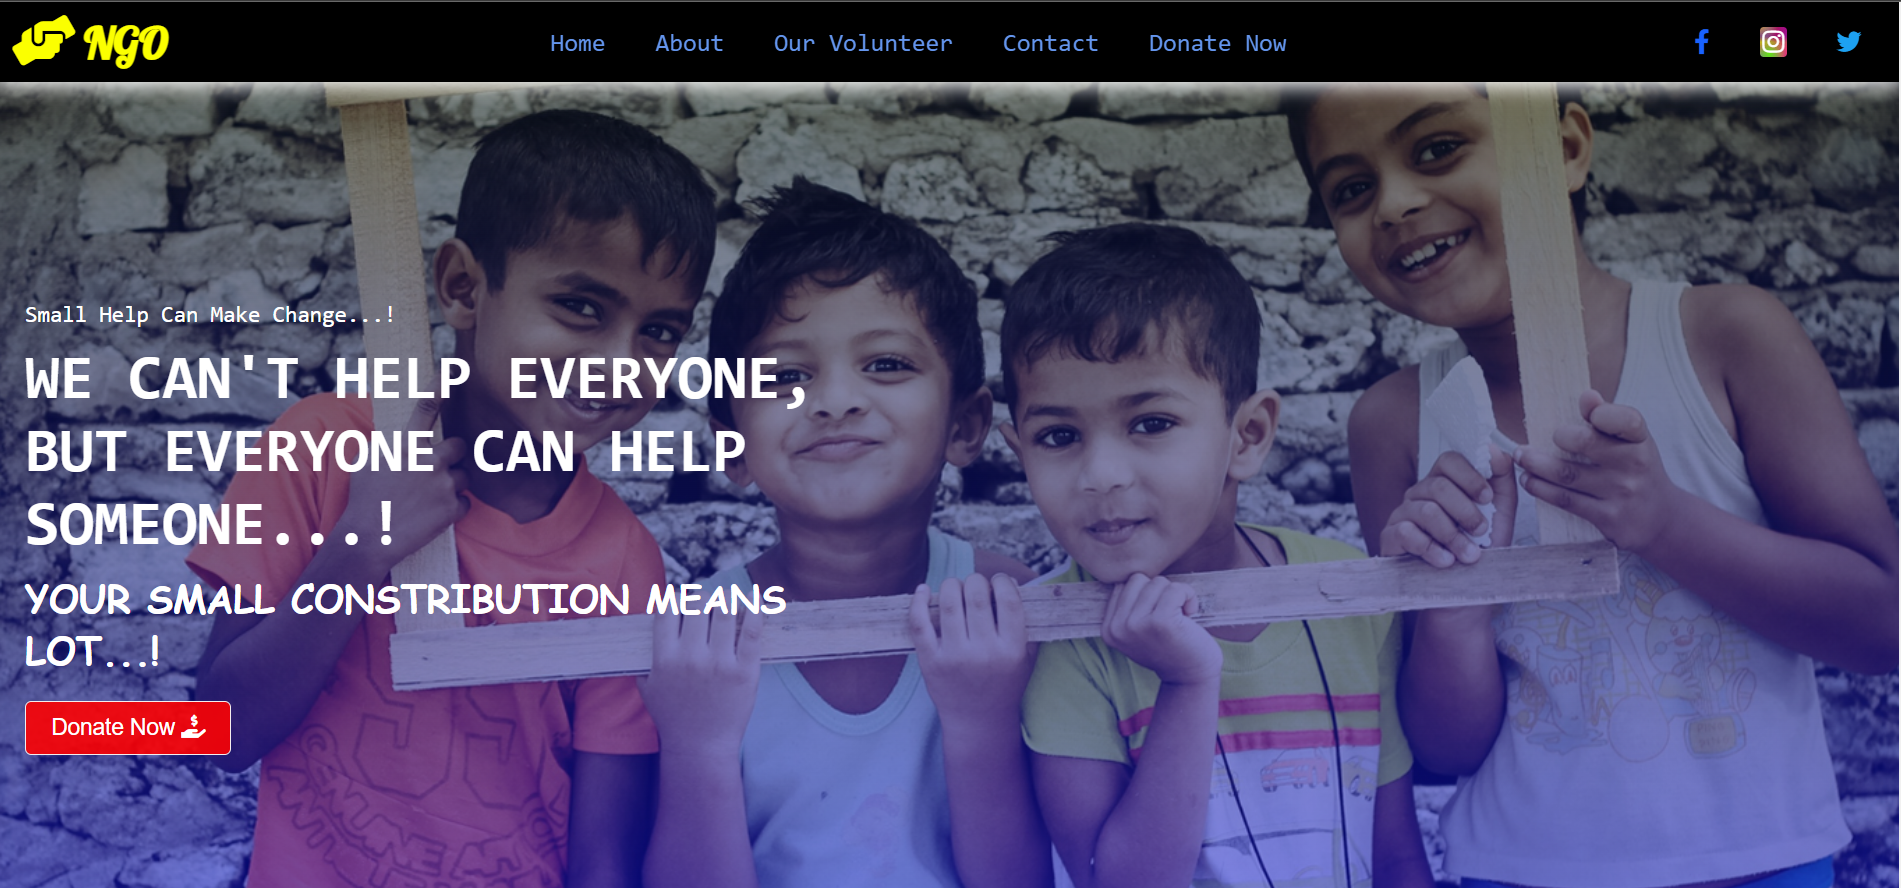 NGO
Home About Our Volunteer Contact Donate Now
Small Help Can Make Change...!
WE CAN'T HELP EVERYONE,
BUT EVERYONE CAN HELP
SOMEONE...!
YOUR SMALL CONSTRIBUTION MEANS
LOT...!
Donate Now